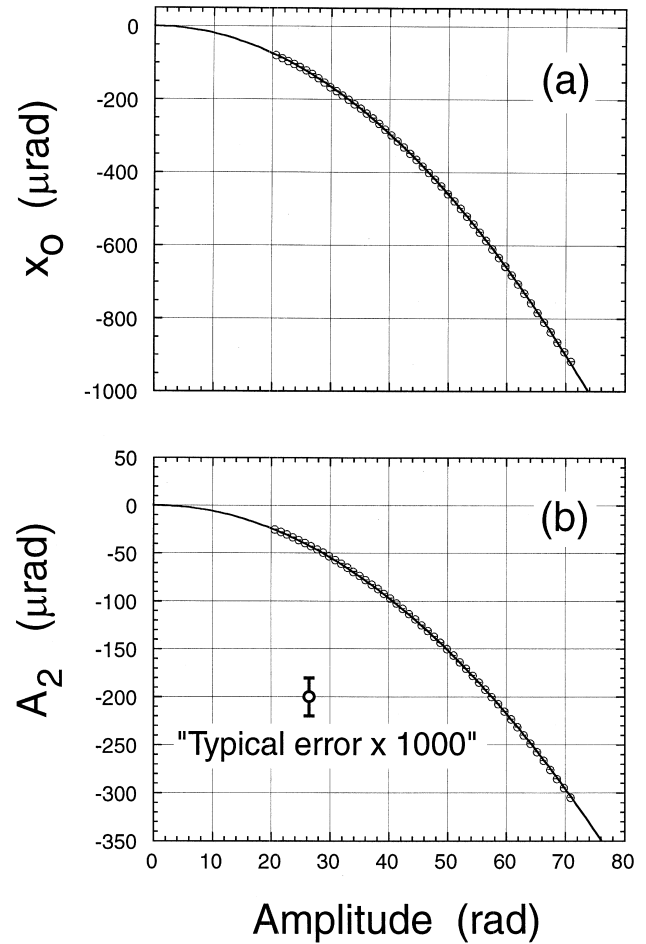 0
-200
-400
-600
-800
-1000
x₀ (μrad)
(a)
50
0
-50
-100
-150
-200
-250
-300
-350
A₂ (μrad)
(b)
"Typical error x 1000"
0 10 20 30 40 50 60 70 80
Amplitude (rad)